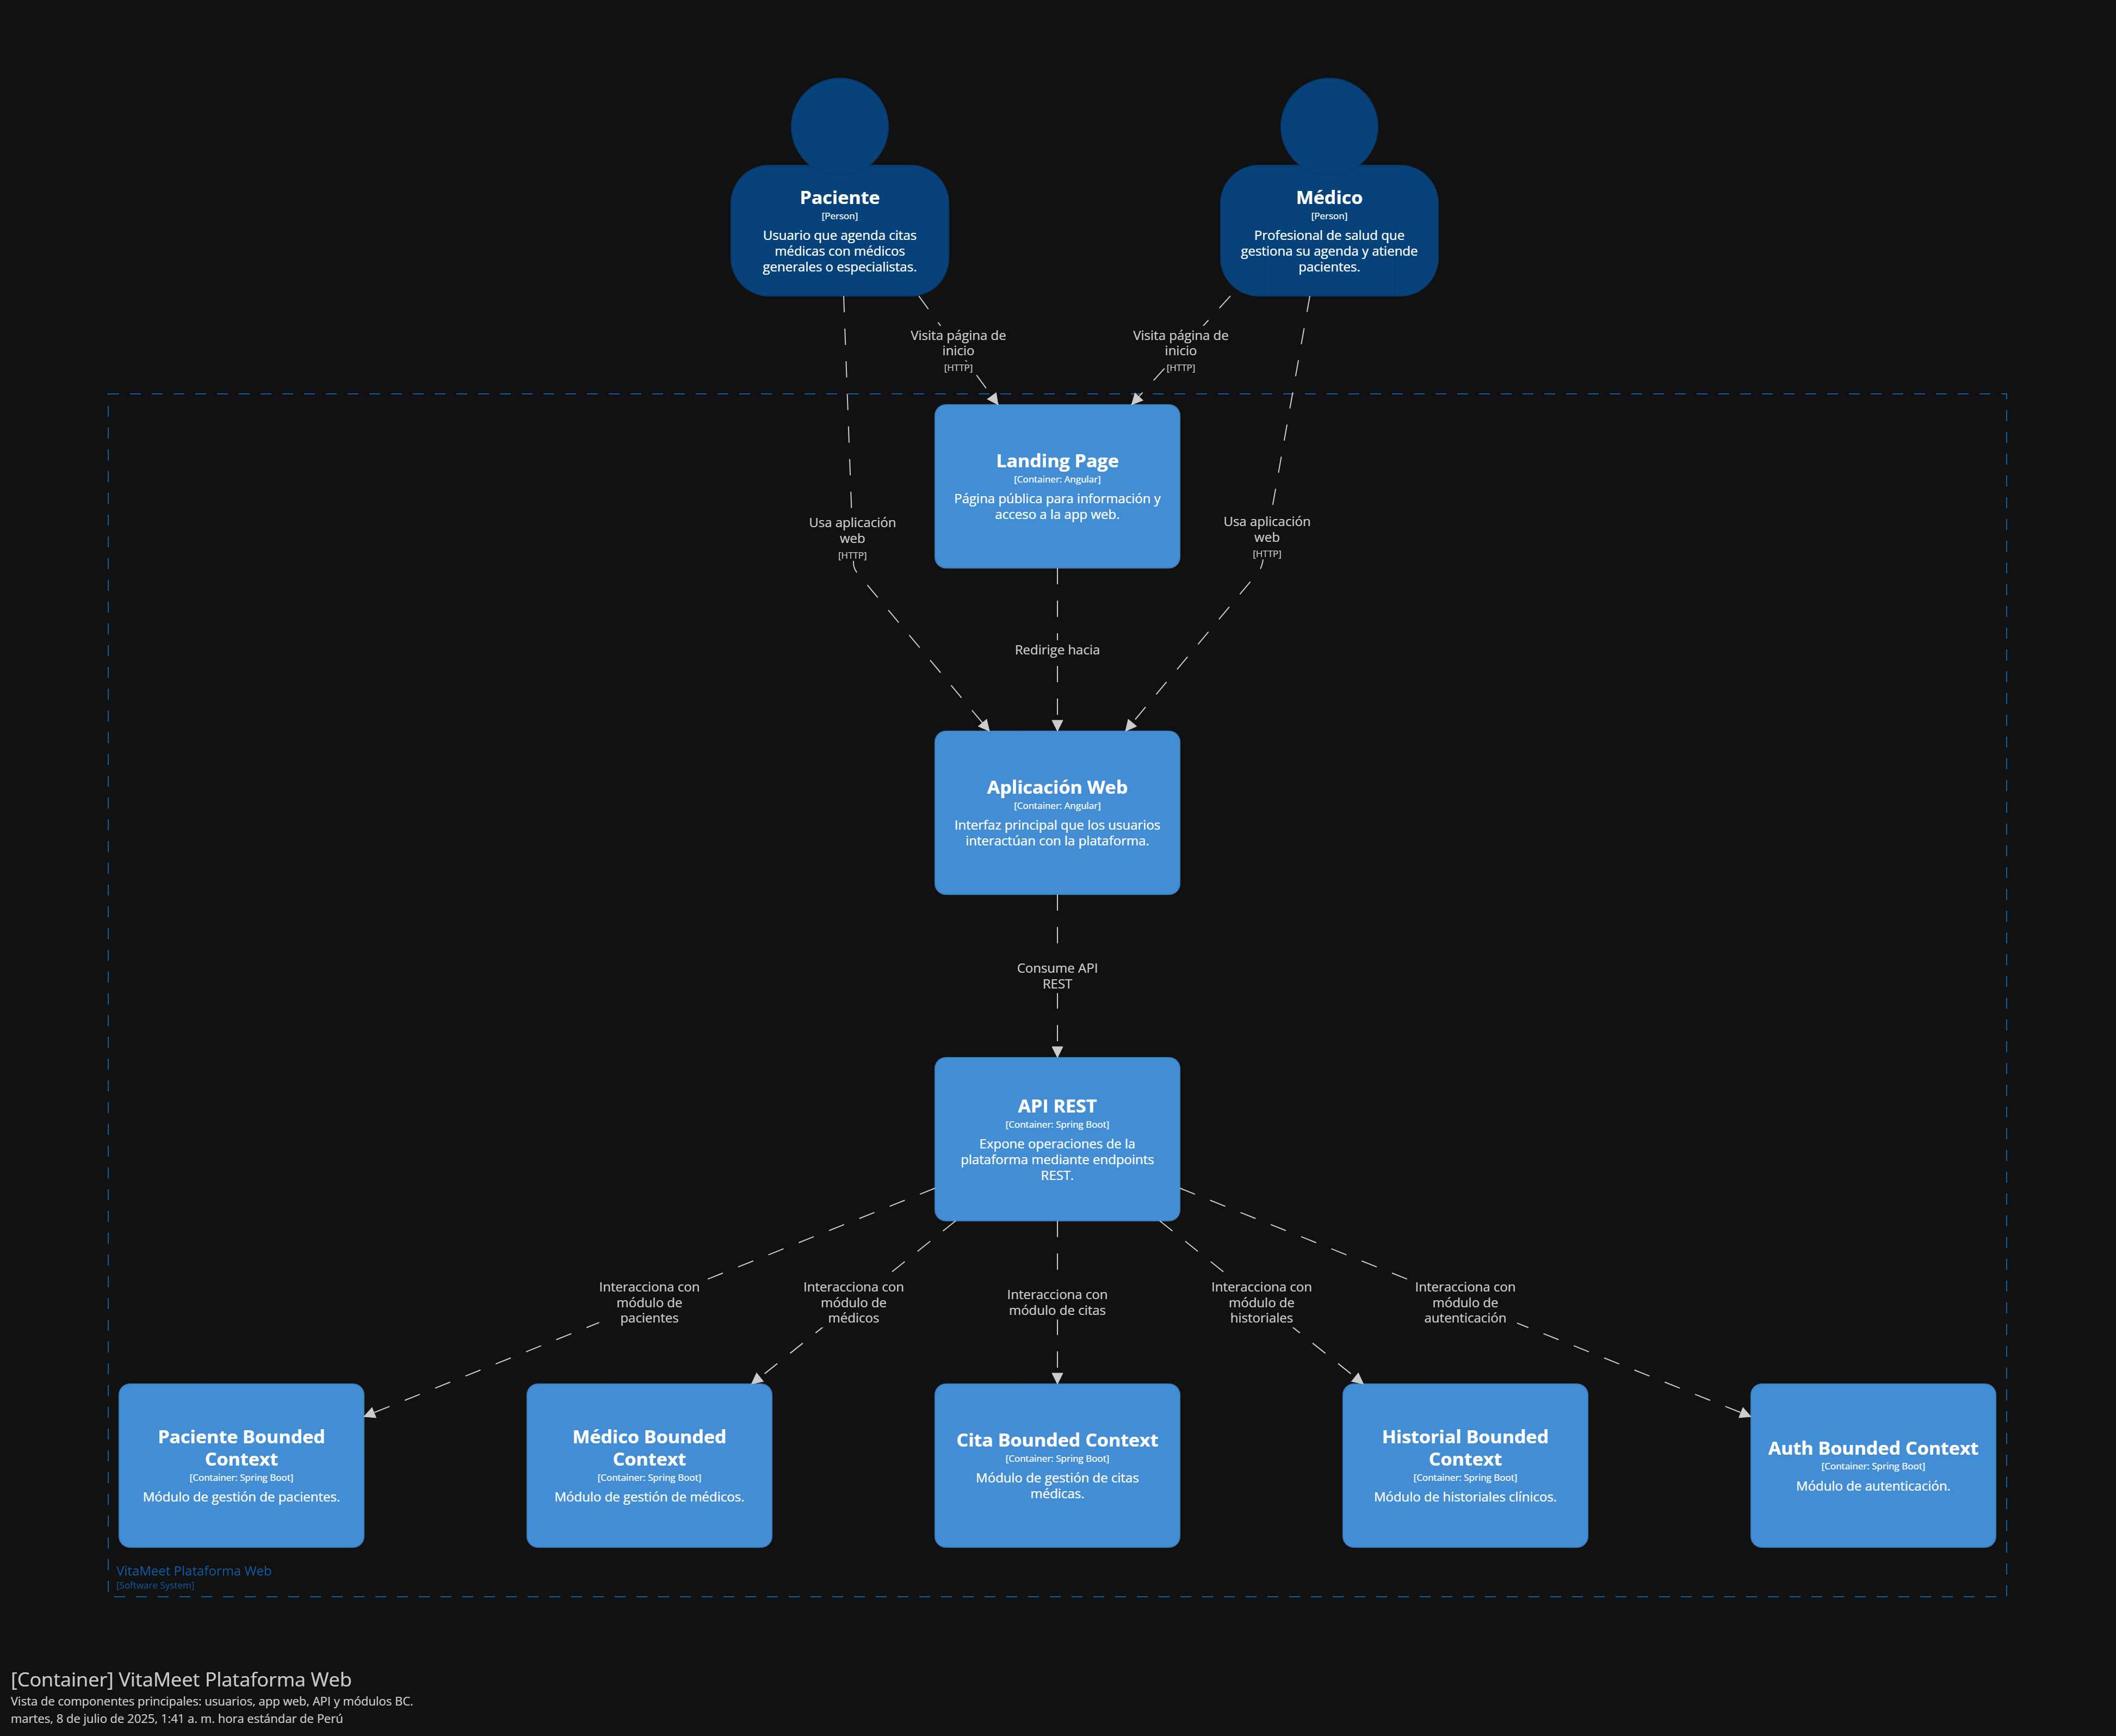 Paciente
[Person]
Usuario que agenda citas
médicas con médicos
generales o especialistas.
Médico
[Person]
Profesional de salud que
gestiona su agenda y atiende
pacientes.
Visita página de
inicio
[HTTP]
Visita página de
inicio
[HTTP]
Landing Page
[Container: Angular]
Página pública para información y
acceso a la app web.
Usa aplicación
web
[HTTP]
Usa aplicación
web
[HTTP]
Redirige hacia
Aplicación Web
[Container: Angular]
Interfaz principal que los usuarios
interactúan con la plataforma.
Consume API
REST
API REST
[Container: Spring Boot]
Expone operaciones de la
plataforma mediante endpoints
REST.
Interacciona con
módulo de
pacientes
Interacciona con
módulo de
médicos
Interacciona con
módulo de citas
Interacciona con
módulo de
historiales
Interacciona con
módulo de
autenticación
Paciente Bounded
Context
[Container: Spring Boot]
Módulo de gestión de pacientes.
Médico Bounded
Context
[Container: Spring Boot]
Módulo de gestión de médicos.
Cita Bounded Context
[Container: Spring Boot]
Módulo de gestión de citas
médicas.
Historial Bounded
Context
[Container: Spring Boot]
Módulo de historiales clínicos.
Auth Bounded Context
[Container: Spring Boot]
Módulo de autenticación.
VitaMeet Plataforma Web
[Software System]
[Container] VitaMeet Plataforma Web
Vista de componentes principales: usuarios, app web, API y módulos BC.
martes, 8 de julio de 2025, 1:41 a. m. hora estándar de Perú